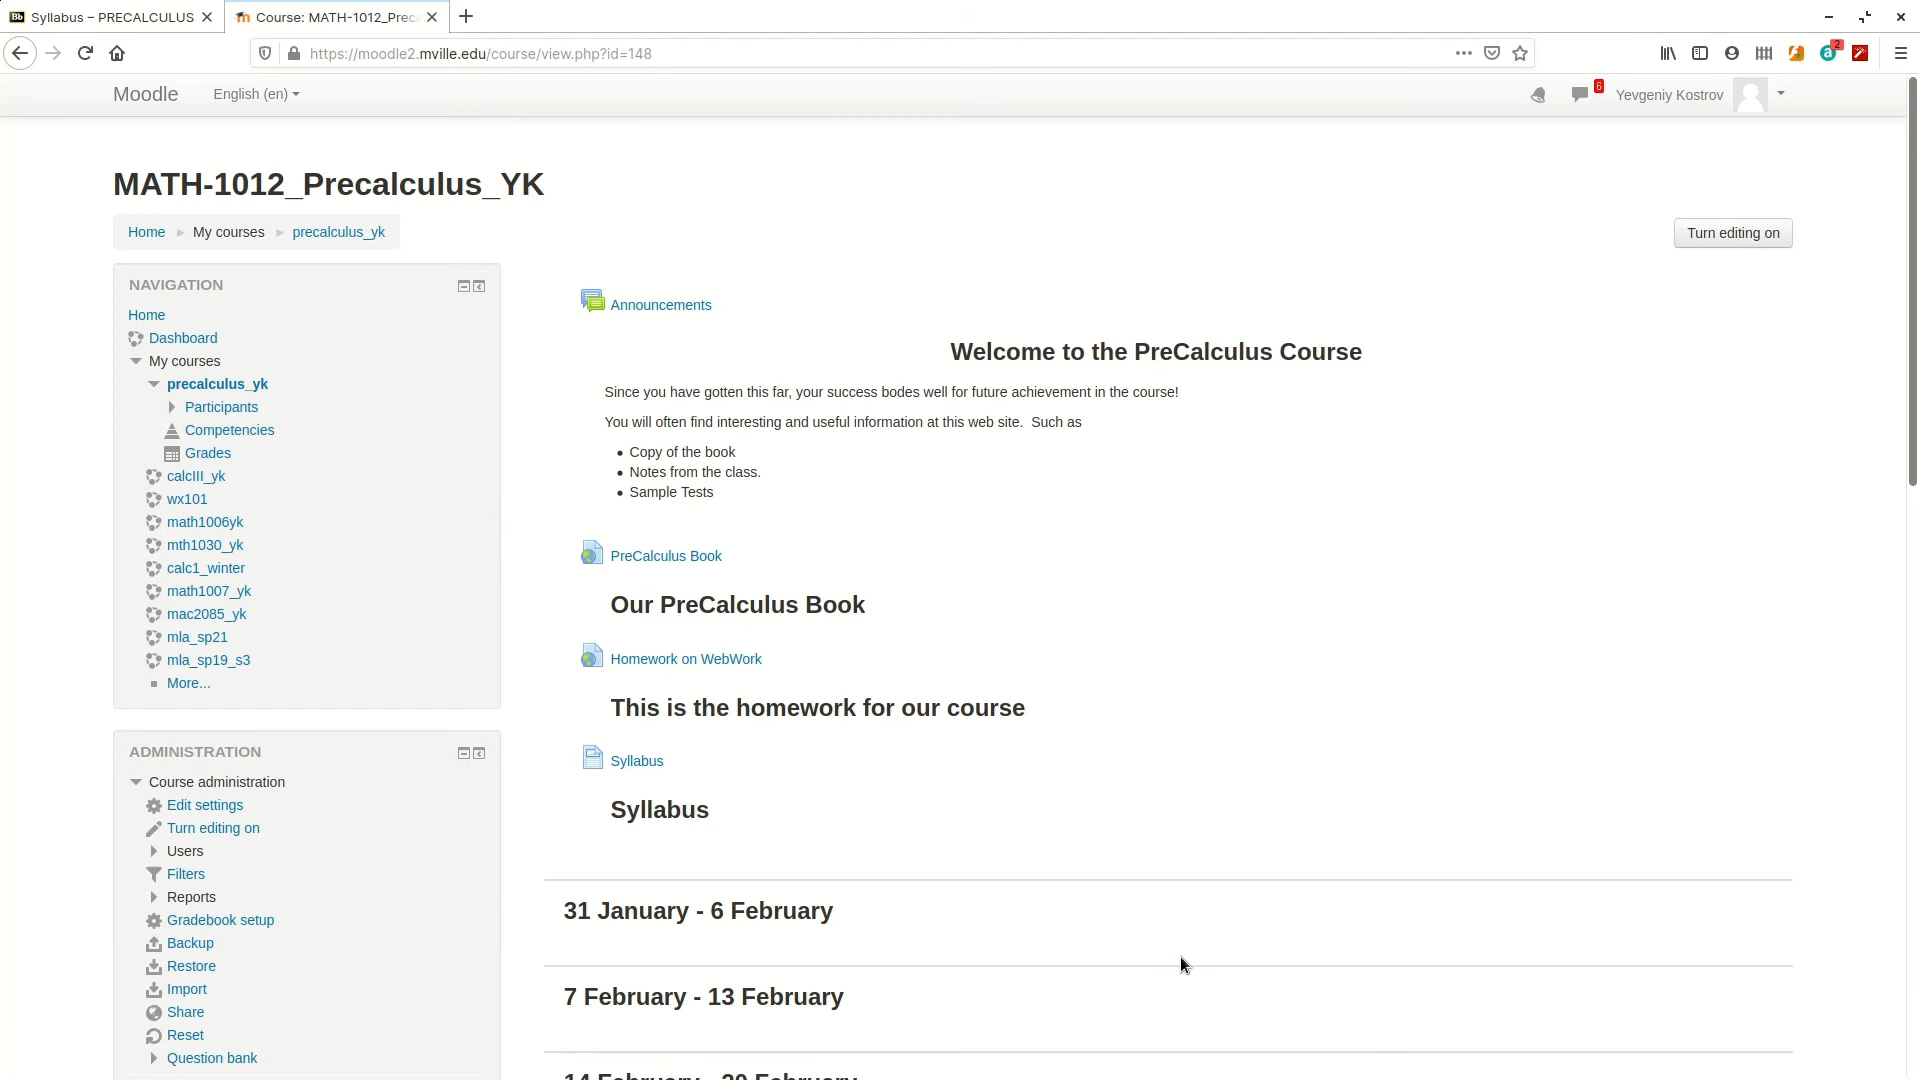 Syllabus – PRECALCULUS
Course: MATH-1012_Prec
https://moodle2.mville.edu/course/view.php?id=148
2
Moodle
English (en)
6
Yevgeniy Kostrov
MATH-1012_Precalculus_YK
Home
My courses
precalculus_yk
Turn editing on
NAVIGATION
Home
Dashboard
My courses
precalculus_yk
Participants
Competencies
Grades
calcIII_yk
wx101
math1006yk
mth1030_yk
calc1_winter
math1007_yk
mac2085_yk
mla_sp21
mla_sp19_s3
More...
ADMINISTRATION
Course administration
Edit settings
Turn editing on
Users
Filters
Reports
Gradebook setup
Backup
Restore
Import
Share
Reset
Question bank
Announcements
Welcome to the PreCalculus Course
Since you have gotten this far, your success bodes well for future achievement in the course!
You will often find interesting and useful information at this web site. Such as
Copy of the book
Notes from the class.
Sample Tests
PreCalculus Book
Our PreCalculus Book
Homework on WebWork
This is the homework for our course
Syllabus
Syllabus
31 January - 6 February
7 February - 13 February
14 February - 20 February